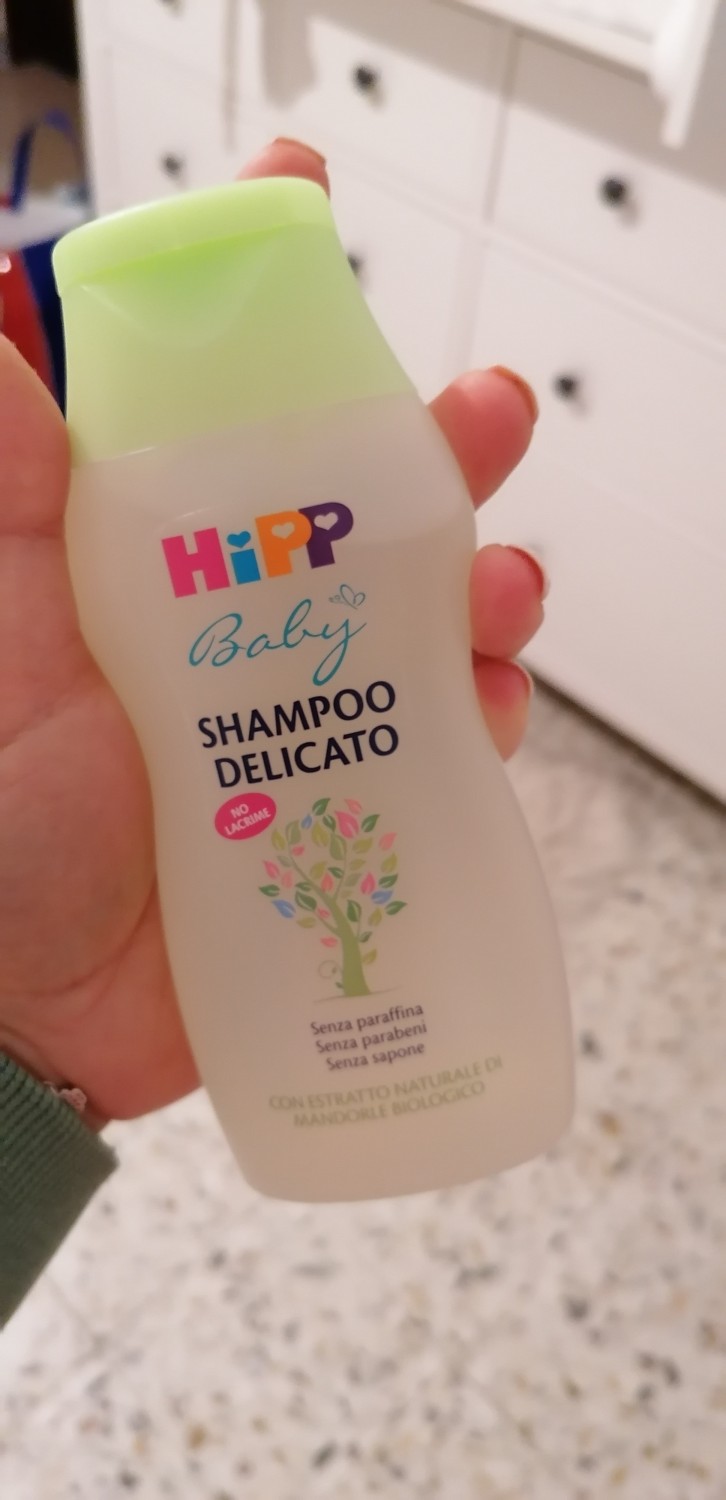 HiPP
Baby
SHAMPOO
DELICATO
NO
LACRIME
Senza paraffina
Senza parabeni
Senza sapone
CON ESTRATTO NATURALE DI
MANDORLE BIOLOGICO